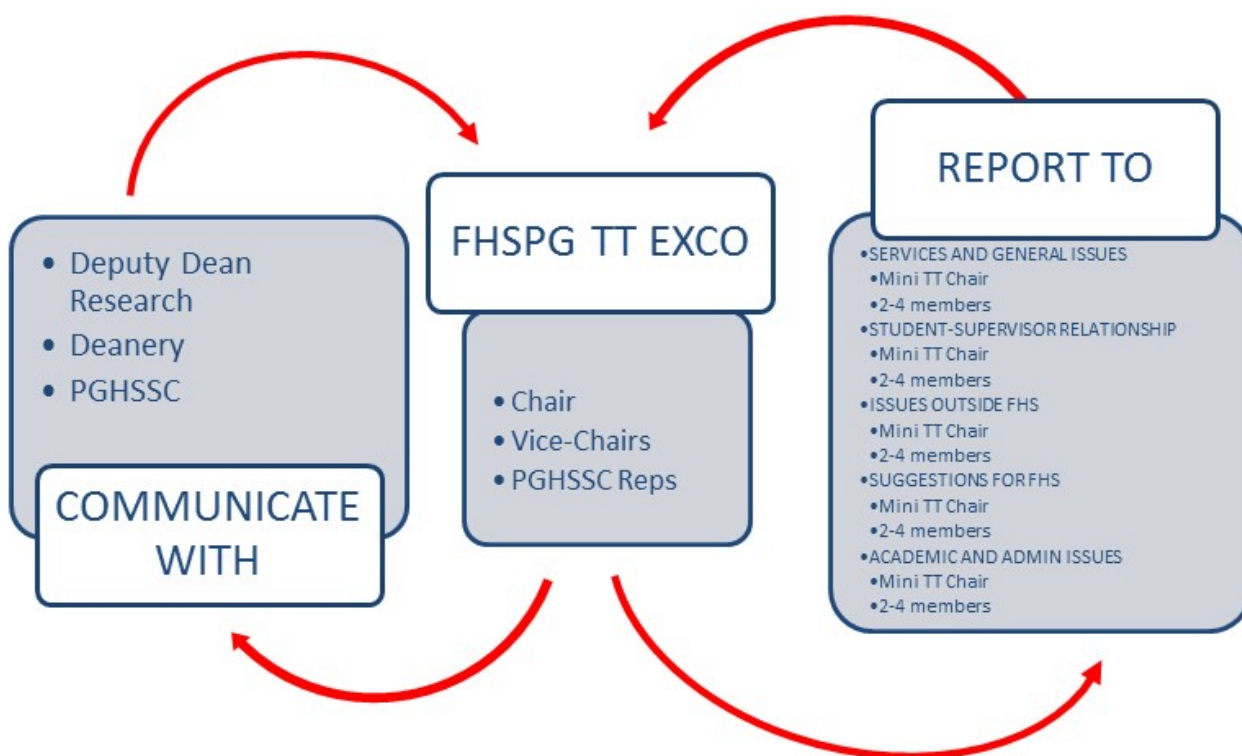 • Deputy Dean
Research
• Deanery
• PGHSSC
COMMUNICATE
WITH
FHSPG TT EXCO
• Chair
• Vice-Chairs
• PGHSSC Reps
REPORT TO
•SERVICES AND GENERAL ISSUES
•Mini TT Chair
•2-4 members
•STUDENT-SUPERVISOR RELATIONSHIP
•Mini TT Chair
•2-4 members
•ISSUES OUTSIDE FHS
•Mini TT Chair
•2-4 members
•SUGGESTIONS FOR FHS
•Mini TT Chair
•2-4 members
•ACADEMIC AND ADMIN ISSUES
•Mini TT Chair
•2-4 members